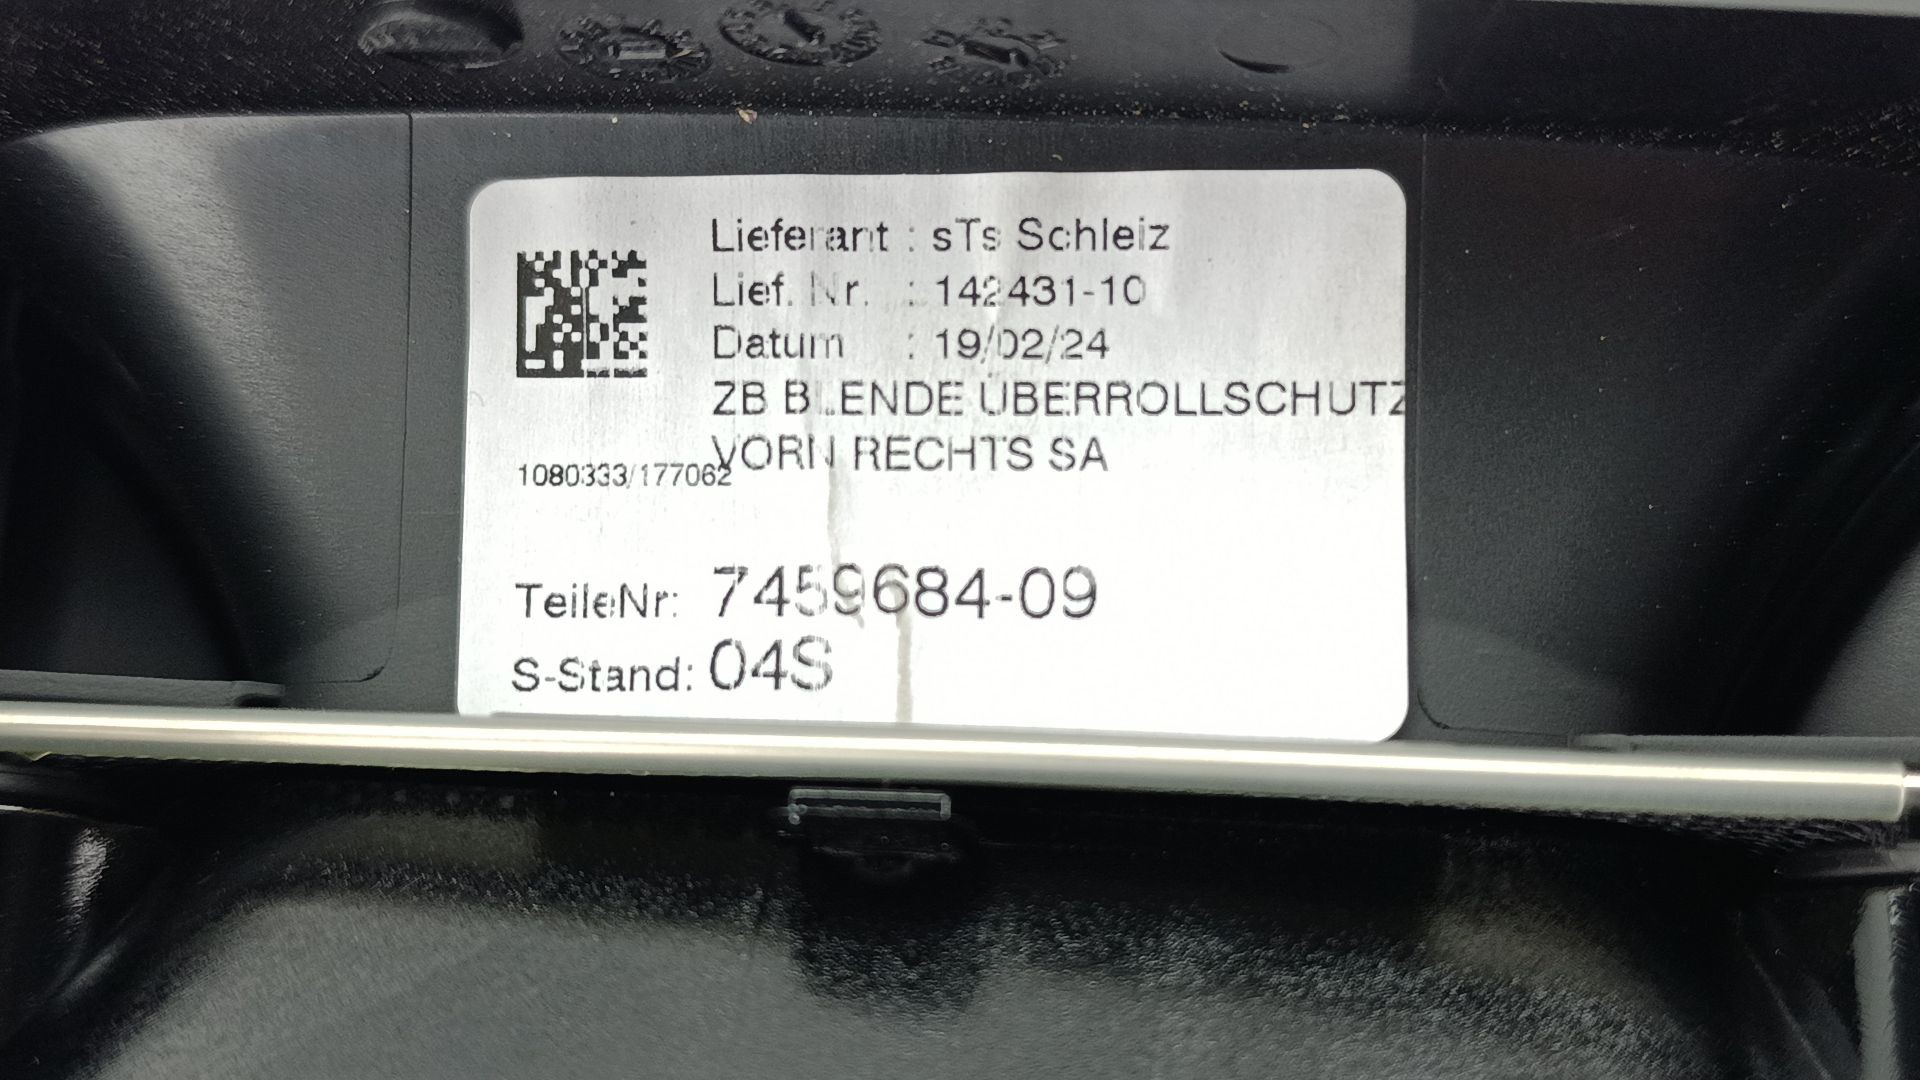 Lieferant : sTs Schleiz
Lief. Nr. : 142431-10
Datum : 19/02/24
ZB BLENDE ÜBERROLLSCHUTZ
VORN RECHTS SA
1080333/177062
TeileNr: 7459684-09
S-Stand: 04S